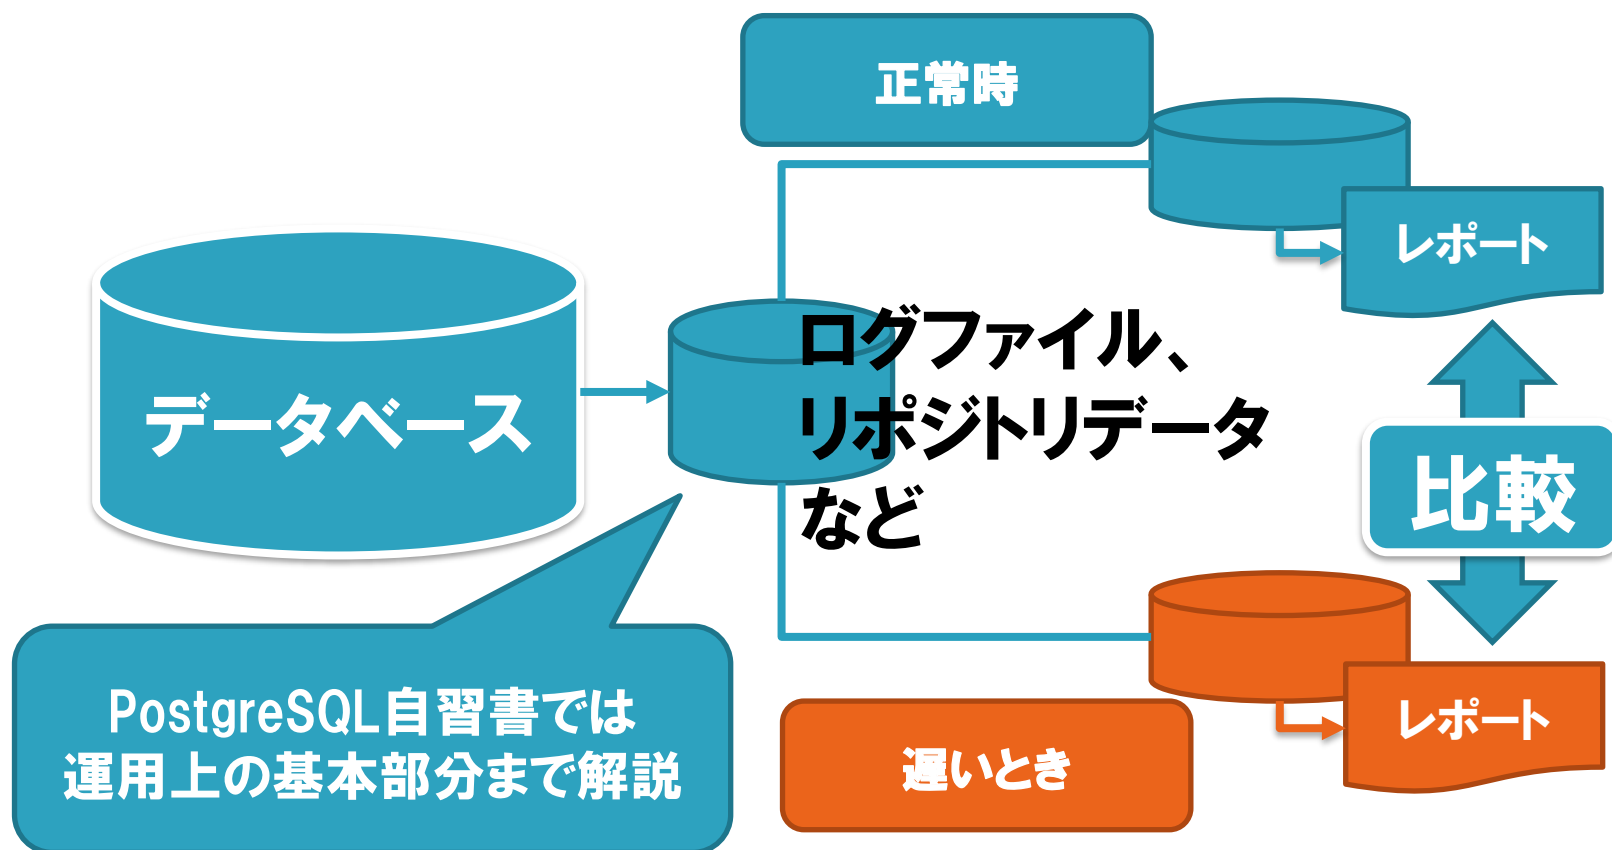 正常時
レポート
データベース
ログファイル、
リポジトリデータ
など
比較
PostgreSQL自習書では
運用上の基本部分まで解説
遅いとき
レポート